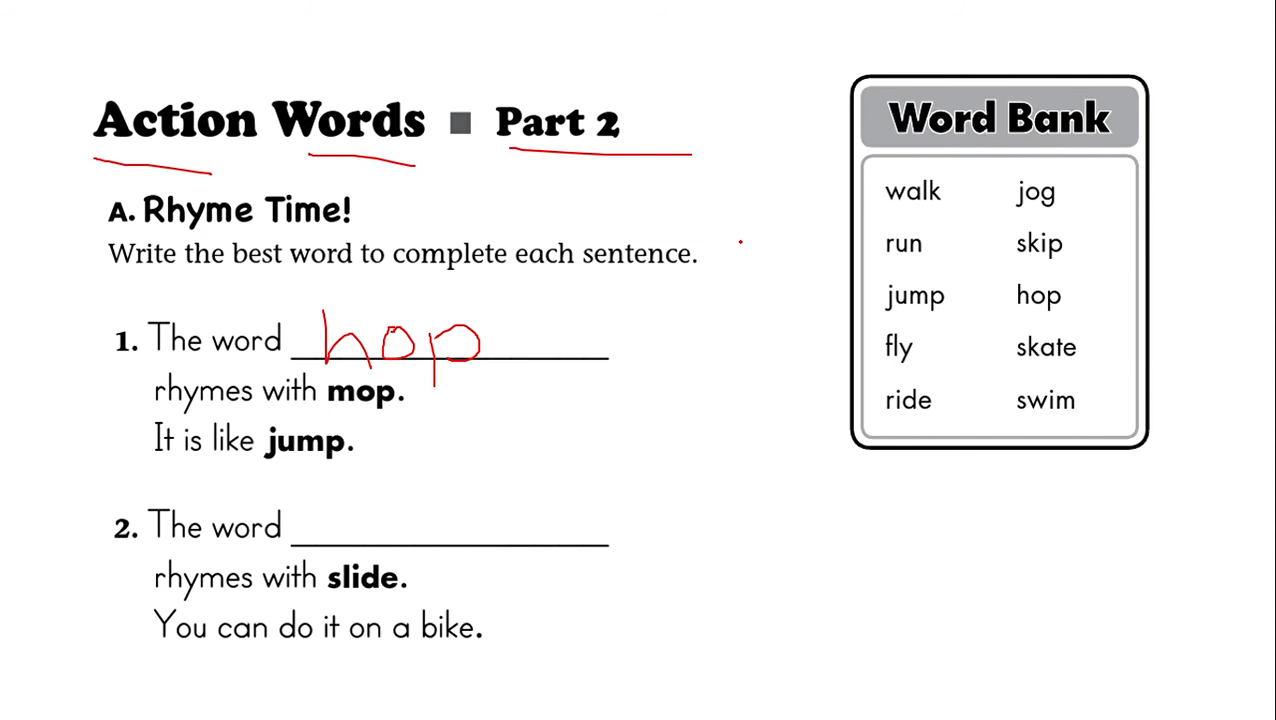 Action Words ■ Part 2
A. Rhyme Time!
Write the best word to complete each sentence.
1. The word hop
rhymes with mop.
It is like jump.
2. The word ____________
rhymes with slide.
You can do it on a bike.
Word Bank
walk jog
run skip
jump hop
fly skate
ride swim